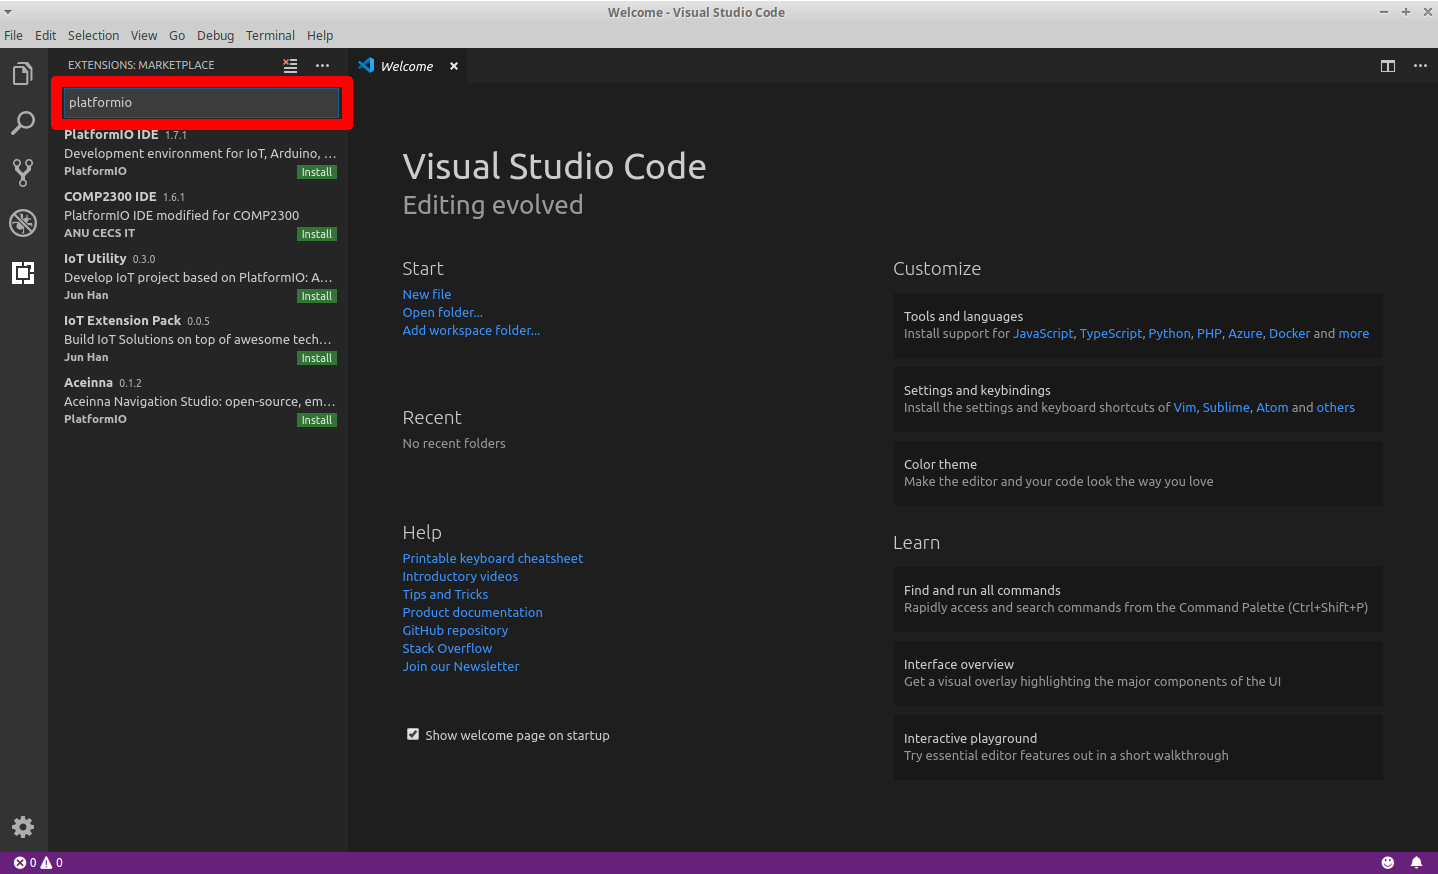 Welcome - Visual Studio Code
File Edit Selection View Go Debug Terminal Help
EXTENSIONS: MARKETPLACE
platformio
PlatformIO IDE 1.7.1
Development environment for IoT, Arduino, ...
PlatformIO Install
COMP2300 IDE 1.6.1
PlatformIO IDE modified for COMP2300
ANU CECS IT Install
IoT Utility 0.3.0
Develop IoT project based on PlatformIO: A...
Jun Han Install
IoT Extension Pack 0.0.5
Build IoT Solutions on top of awesome tech...
Jun Han Install
Aceinna 0.1.2
Aceinna Navigation Studio: open-source, em...
PlatformIO Install
Welcome
Visual Studio Code
Editing evolved
Start
New file
Open folder...
Add workspace folder...
Recent
No recent folders
Help
Printable keyboard cheatsheet
Introductory videos
Tips and Tricks
Product documentation
GitHub repository
Stack Overflow
Join our Newsletter
Show welcome page on startup
Customize
Tools and languages
Install support for JavaScript, TypeScript, Python, PHP, Azure, Docker and more
Settings and keybindings
Install the settings and keyboard shortcuts of Vim, Sublime, Atom and others
Color theme
Make the editor and your code look the way you love
Learn
Find and run all commands
Rapidly access and search commands from the Command Palette (Ctrl+Shift+P)
Interface overview
Get a visual overlay highlighting the major components of the UI
Interactive playground
Try essential editor features out in a short walkthrough
0 0